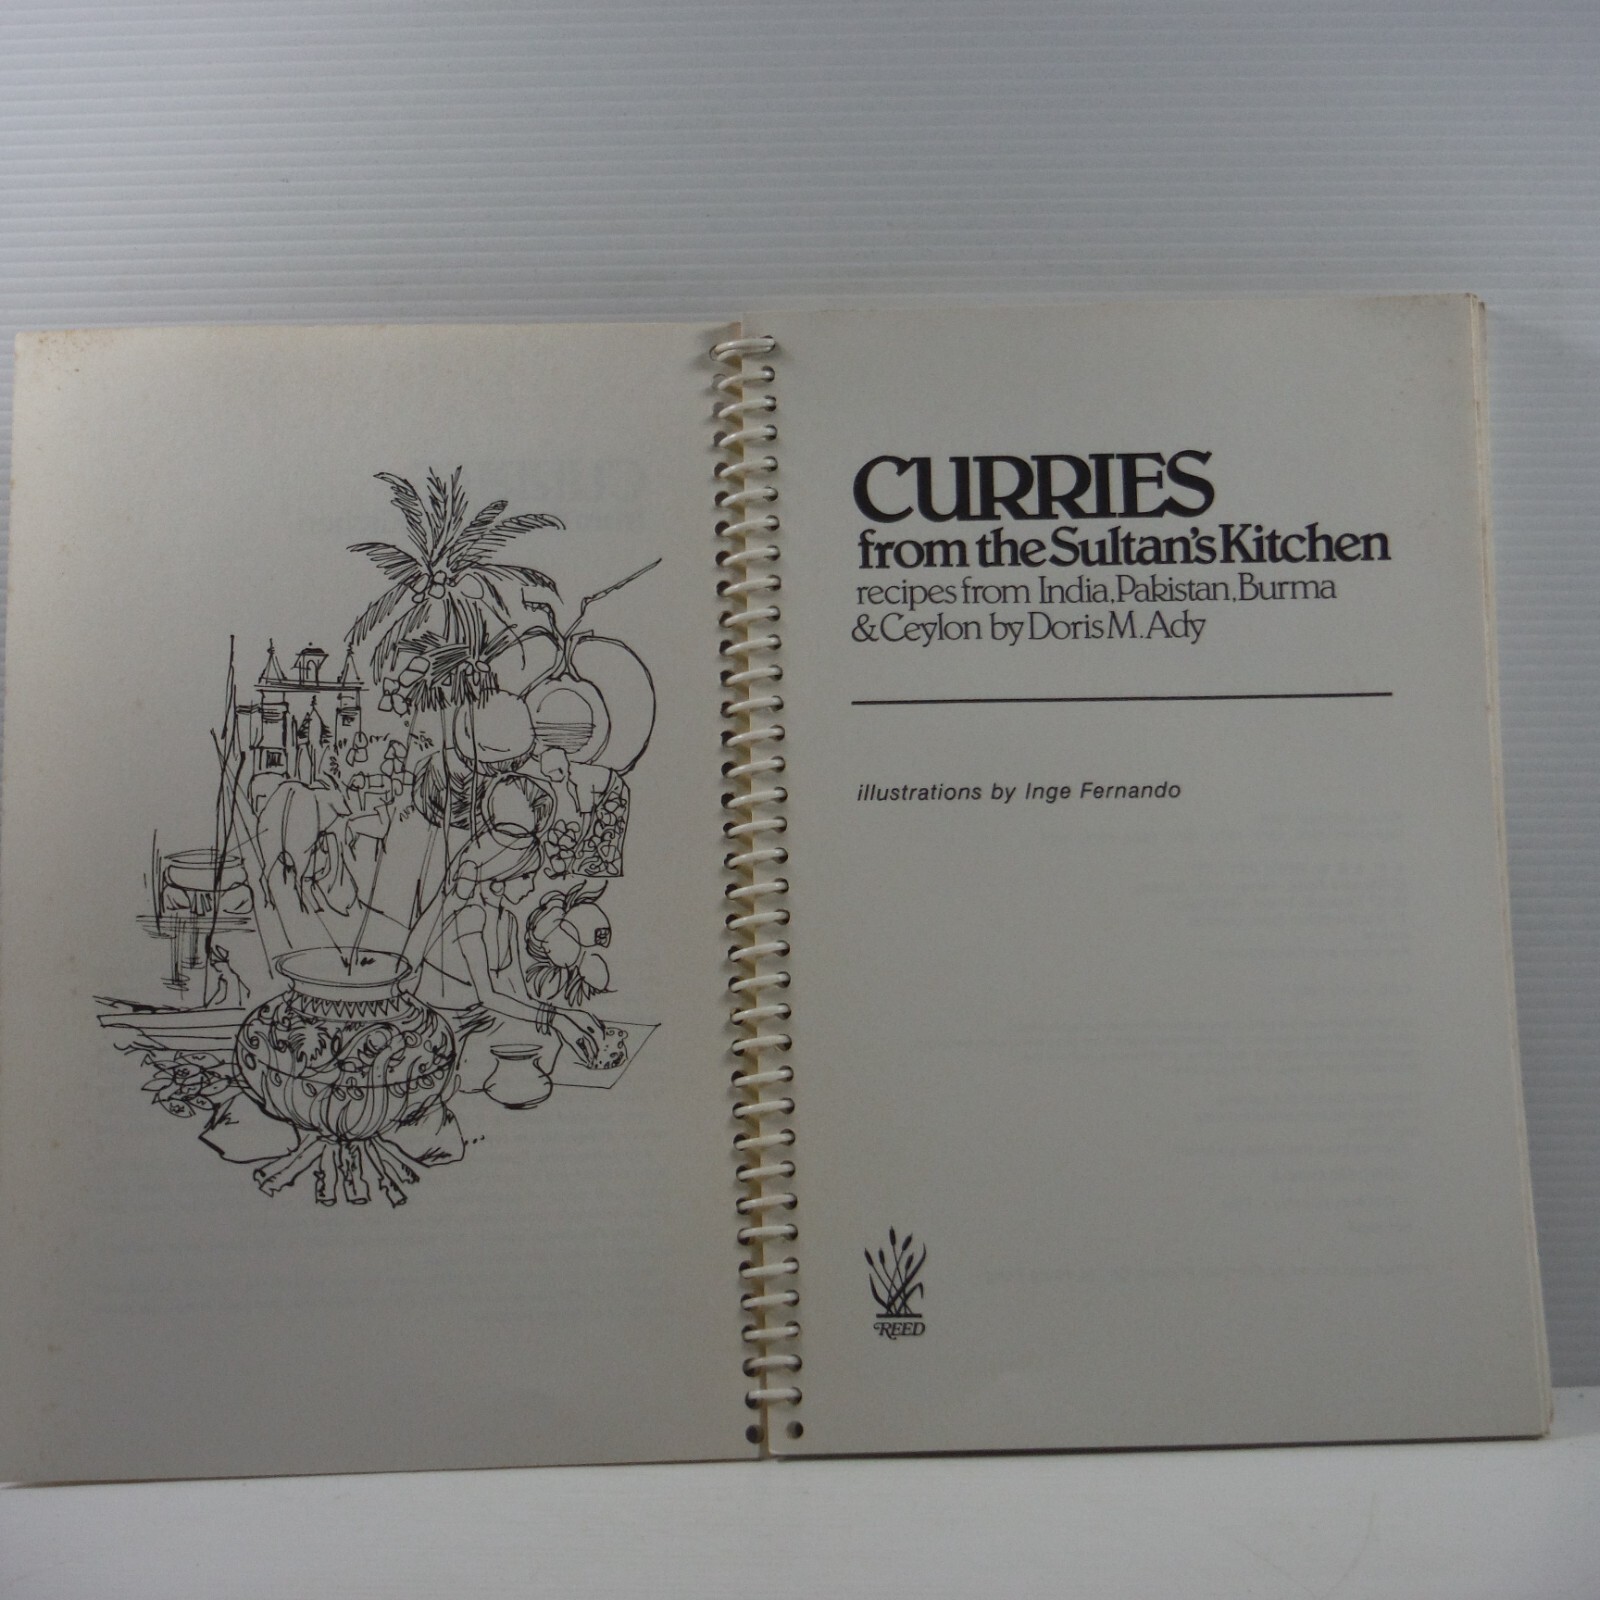 CURRIES
from the Sultan's Kitchen
recipes from India, Pakistan, Burma
& Ceylon by Doris M. Ady
illustrations by Inge Fernando
REED